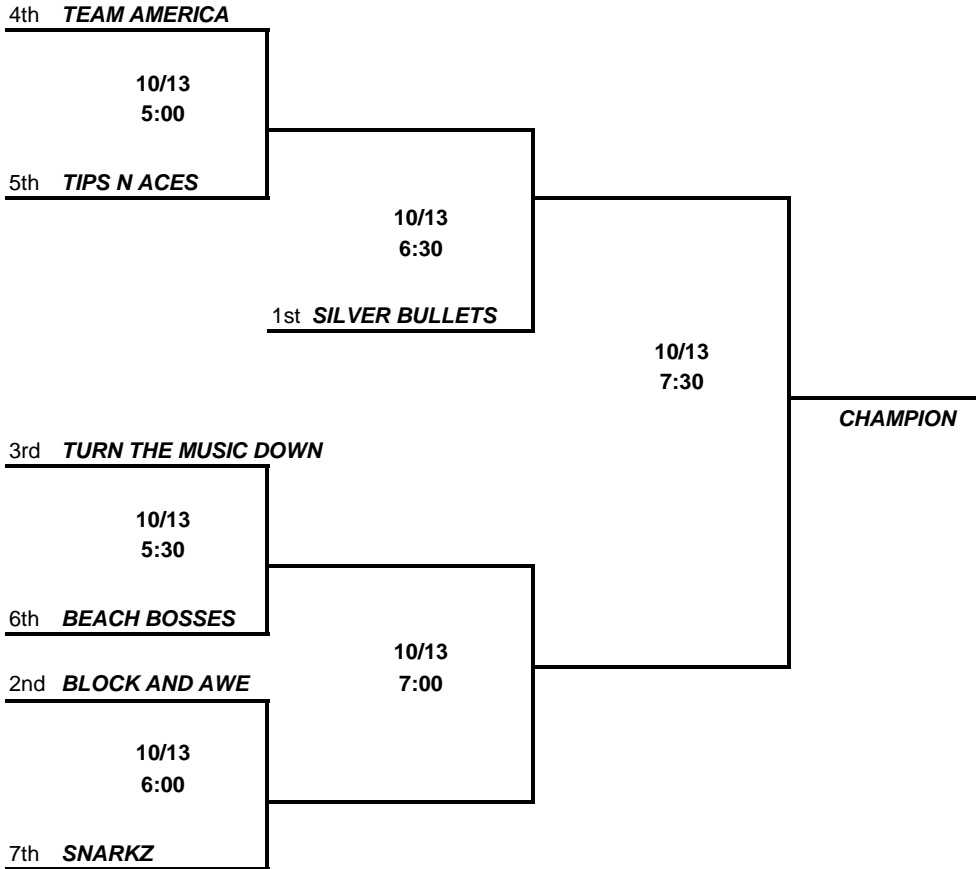 4th TEAM AMERICA
10/13
5:00
5th TIPS N ACES
10/13
6:30
1st SILVER BULLETS
10/13
7:30
CHAMPION
3rd TURN THE MUSIC DOWN
10/13
5:30
6th BEACH BOSSES
10/13
7:00
2nd BLOCK AND AWE
10/13
6:00
7th SNARKZ